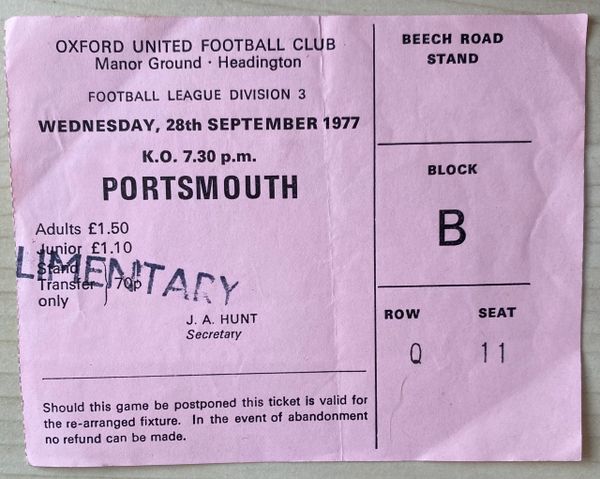 OXFORD UNITED FOOTBALL CLUB
Manor Ground · Headington
FOOTBALL LEAGUE DIVISION 3
WEDNESDAY, 28th SEPTEMBER 1977
K.O. 7.30 p.m.
PORTSMOUTH
Adults £1.50
Junior £1.10
Stand
Transfer } 70p
only
LIMENTARY
J. A. HUNT
Secretary
Should this game be postponed this ticket is valid for
the re-arranged fixture. In the event of abandonment
no refund can be made.
BEECH ROAD
STAND
BLOCK
B
ROW SEAT
Q 11